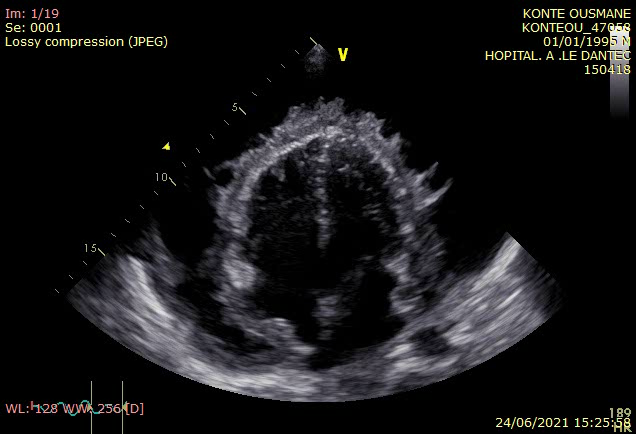 Im: 1/19
Se: 0001
Lossy compression (JPEG)
KONTE OUSMANE
01/01/1995 M
HOPITAL. A .LE DANTEC
150418
V
5
10
15
WL: 128 WW: 256 [D]
189
HR
24/06/2021 15:25:58